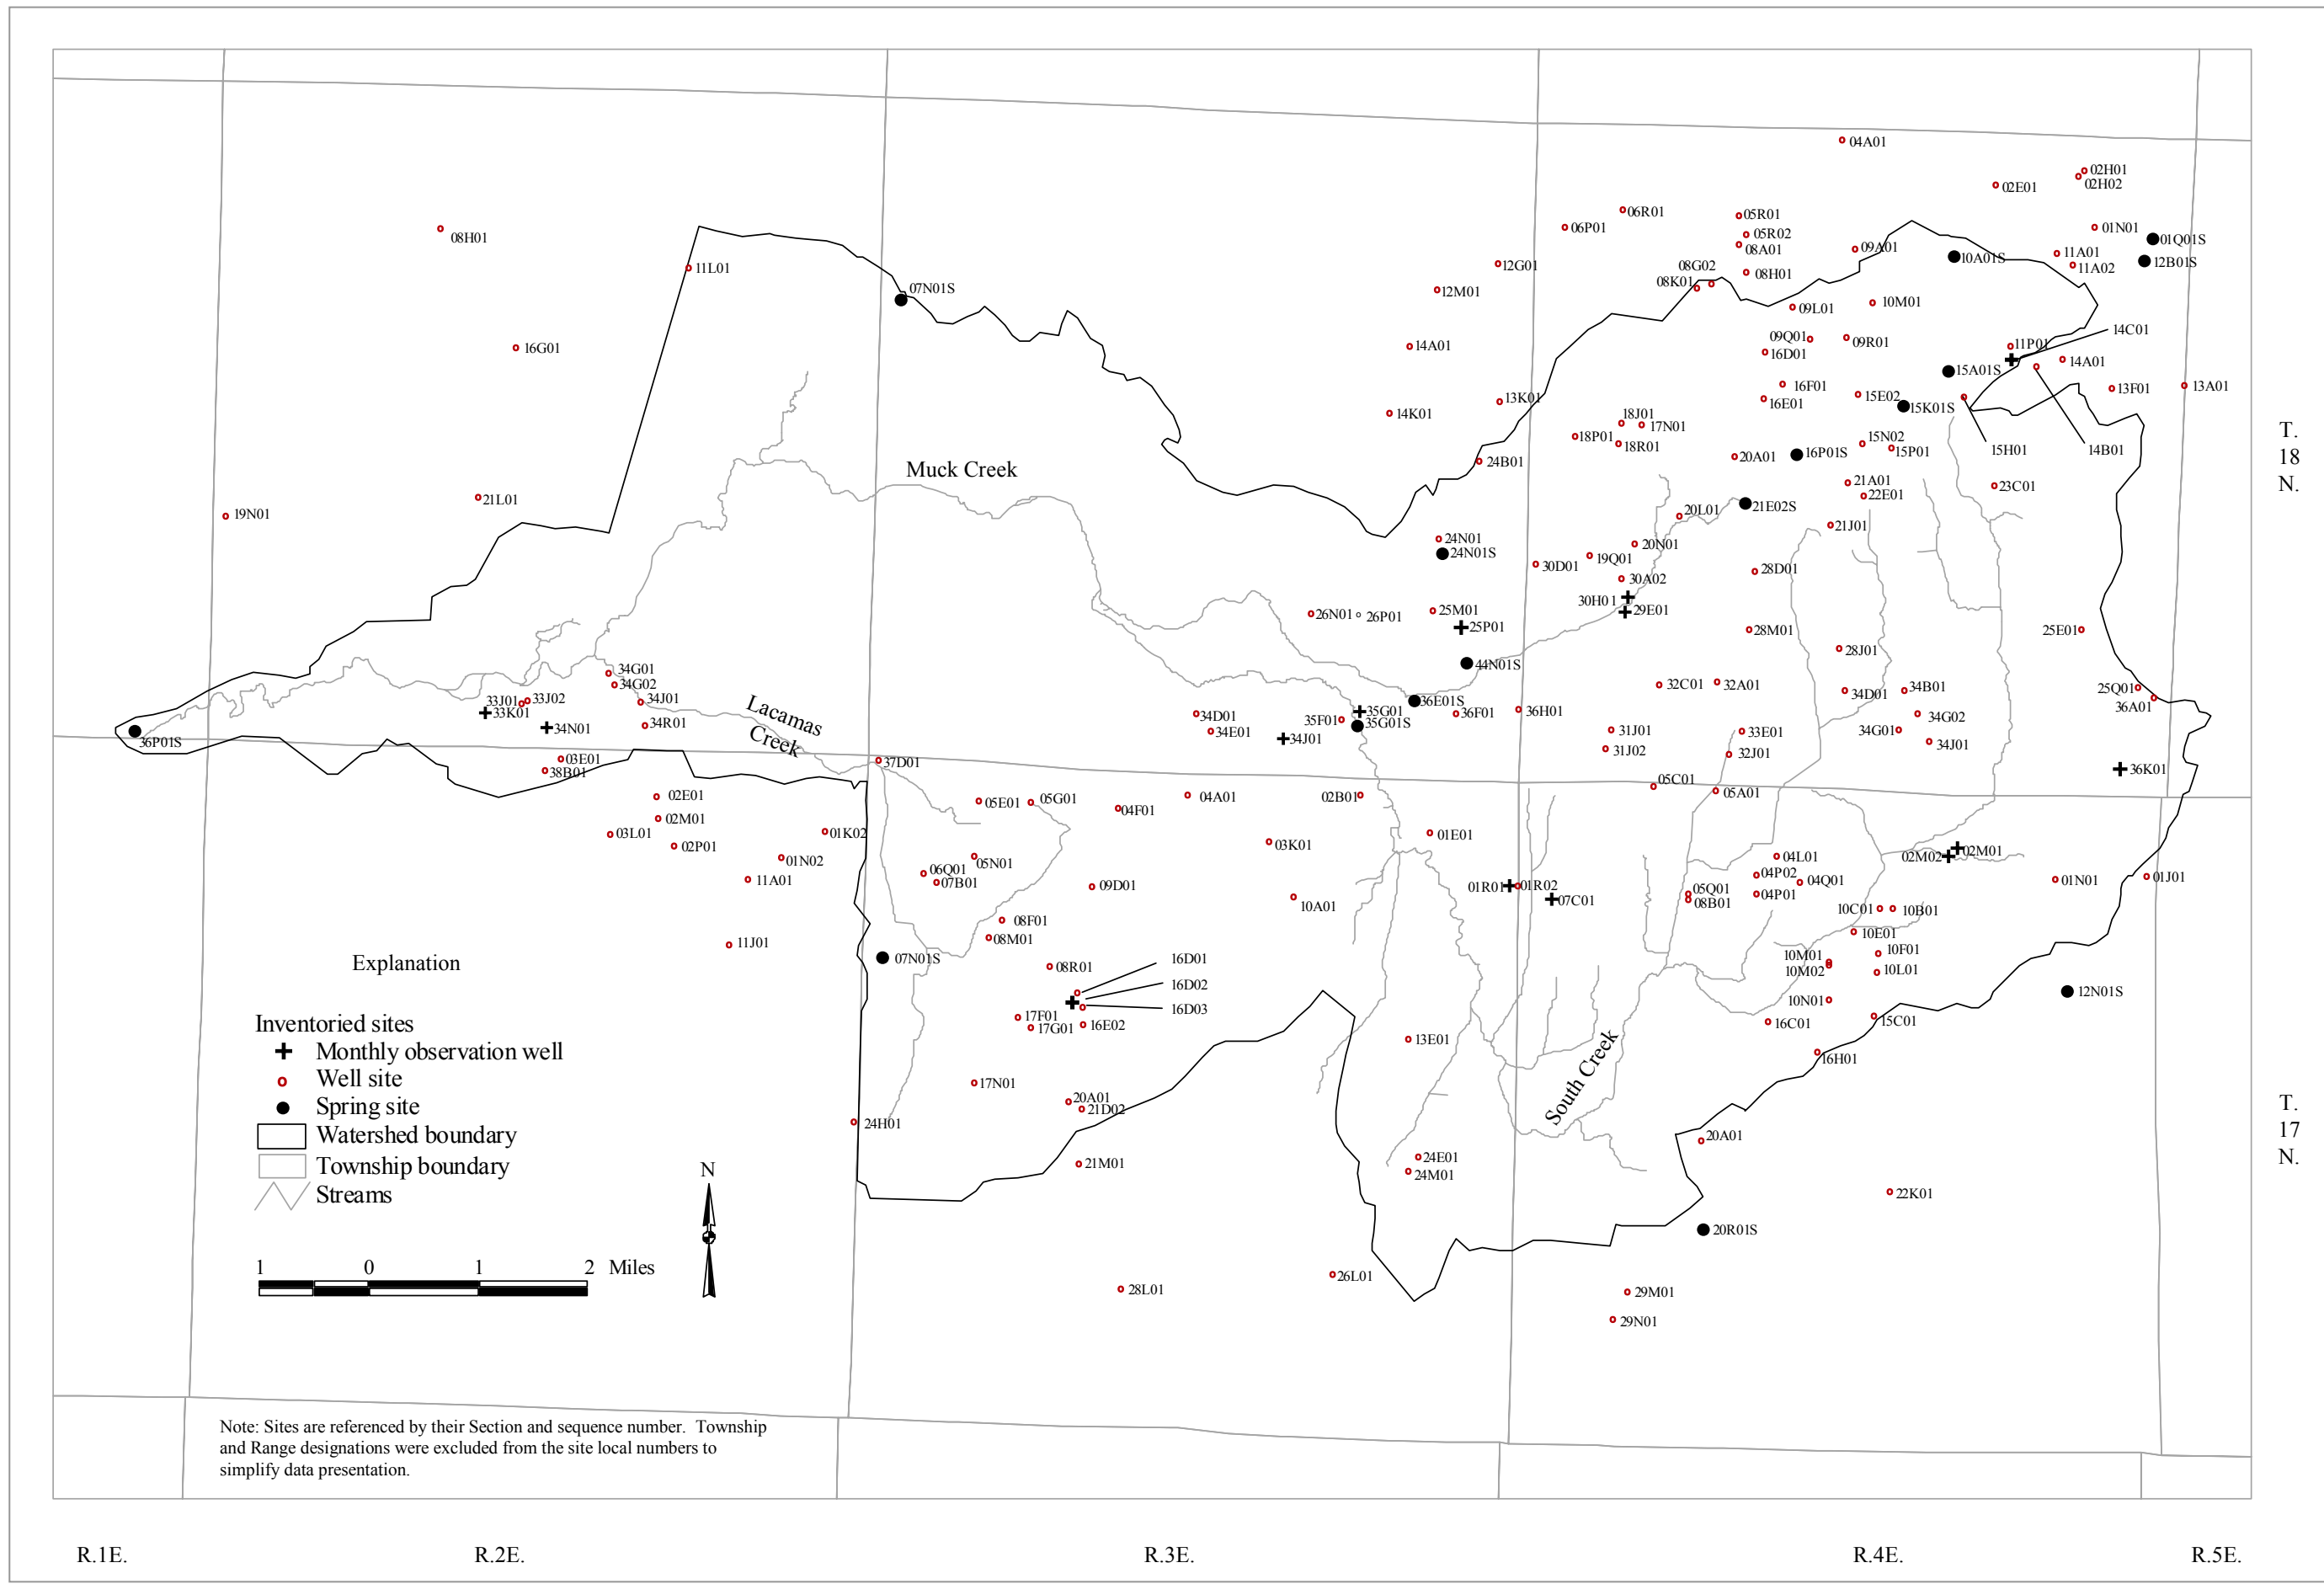 04A01
02H01
02H02
02E01
06R01
05R01
06P01
01N01
05R02
01Q01S
08H01
08A01
09A01
11A01
10A01S
12B01S
12G01
08G02
11L01
11A02
08H01
08K01
07N01S
12M01
10M01
09L01
14C01
09Q01
09R01
11P01
16G01
14A01
16D01
14A01
15A01S
16F01
13F01
13A01
15E02
13K01
16E01
15K01S
14K01
18J01
17N01
T.
18
N.
18P01
15N02
18R01
15P01
15H01
14B01
16P01S
20A01
24B01
Muck Creek
21A01
23C01
22E01
21L01
21E02S
20L01
19N01
21J01
24N01
20N01
24N01S
19Q01
30D01
28D01
30A02
30H01
25M01
29E01
26N01
26P01
25P01
28M01
25E01
28J01
44N01S
34G01
34G02
32C01
32A01
34B01
25Q01
34D01
33J01
33J02
34J01
36E01S
36A01
33K01
Lacamas
Creek
35G01
36H01
36F01
34D01
34G02
35F01
35G01S
34R01
34N01
34E01
31J01
33E01
34G01
34J01
36P01S
34J01
31J02
32J01
03E01
37D01
38B01
36K01
05C01
05A01
02E01
05E01
05G01
04A01
02B01
04F01
02M01
03L01
01K02
01E01
02P01
03K01
02M01
02M02
01N02
05N01
04L01
06Q01
04P02
11A01
07B01
09D01
04Q01
01N01
01J01
01R01
01R02
05Q01
04P01
07C01
08B01
10A01
10C01
10B01
08F01
10E01
11J01
08M01
10F01
10M01
Explanation
07N01S
08R01
16D01
10M02
10L01
16D02
12N01S
10N01
16D03
17F01
16E02
16C01
15C01
17G01
Inventoried sites
Monthly observation well
13E01
16H01
Well site
South Creek
17N01
Spring site
20A01
21D02
T.
17
N.
24H01
Watershed boundary
20A01
Township boundary
24E01
21M01
N
24M01
Streams
22K01
20R01S
1 0 1 2 Miles
26L01
28L01
29M01
29N01
Note: Sites are referenced by their Section and sequence number. Township
and Range designations were excluded from the site local numbers to
simplify data presentation.
R.1E.
R.2E.
R.3E.
R.4E.
R.5E.